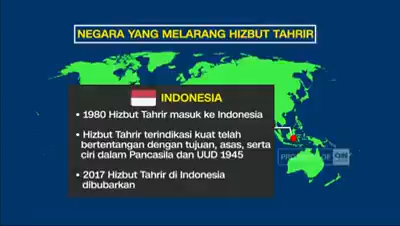 NEGARA YANG MELARANG HIZBUT TAHRIR
INDONESIA
• 1980 Hizbut Tahrir masuk ke Indonesia
• Hizbut Tahrir terindikasi kuat telah
bertentangan dengan tujuan, asas, serta
ciri dalam Pancasila dan UUD 1945
• 2017 Hizbut Tahrir di Indonesia
dibubarkan